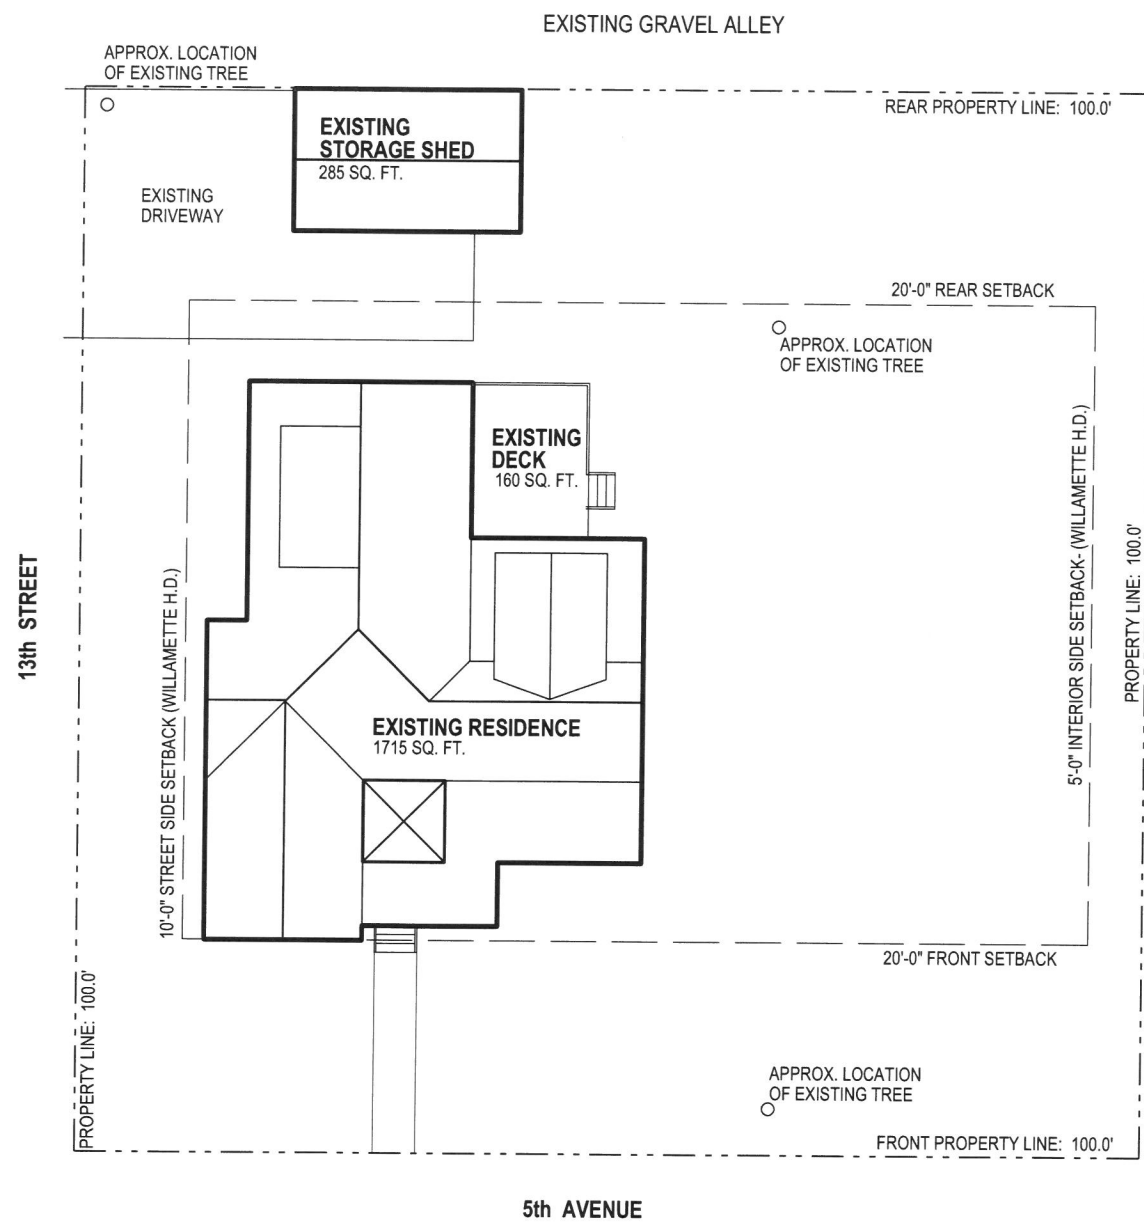 EXISTING GRAVEL ALLEY
APPROX. LOCATION
OF EXISTING TREE
REAR PROPERTY LINE: 100.0'
EXISTING
STORAGE SHED
285 SQ. FT.
EXISTING
DRIVEWAY
20'-0" REAR SETBACK
APPROX. LOCATION
OF EXISTING TREE
EXISTING
DECK
160 SQ. FT.
13th STREET
10'-0" STREET SIDE SETBACK (WILLAMETTE H.D.)
5'-0" INTERIOR SIDE SETBACK- (WILLAMETTE H.D.)
PROPERTY LINE: 100.0'
EXISTING RESIDENCE
1715 SQ. FT.
20'-0" FRONT SETBACK
PROPERTY LINE: 100.0'
APPROX. LOCATION
OF EXISTING TREE
FRONT PROPERTY LINE: 100.0'
5th AVENUE